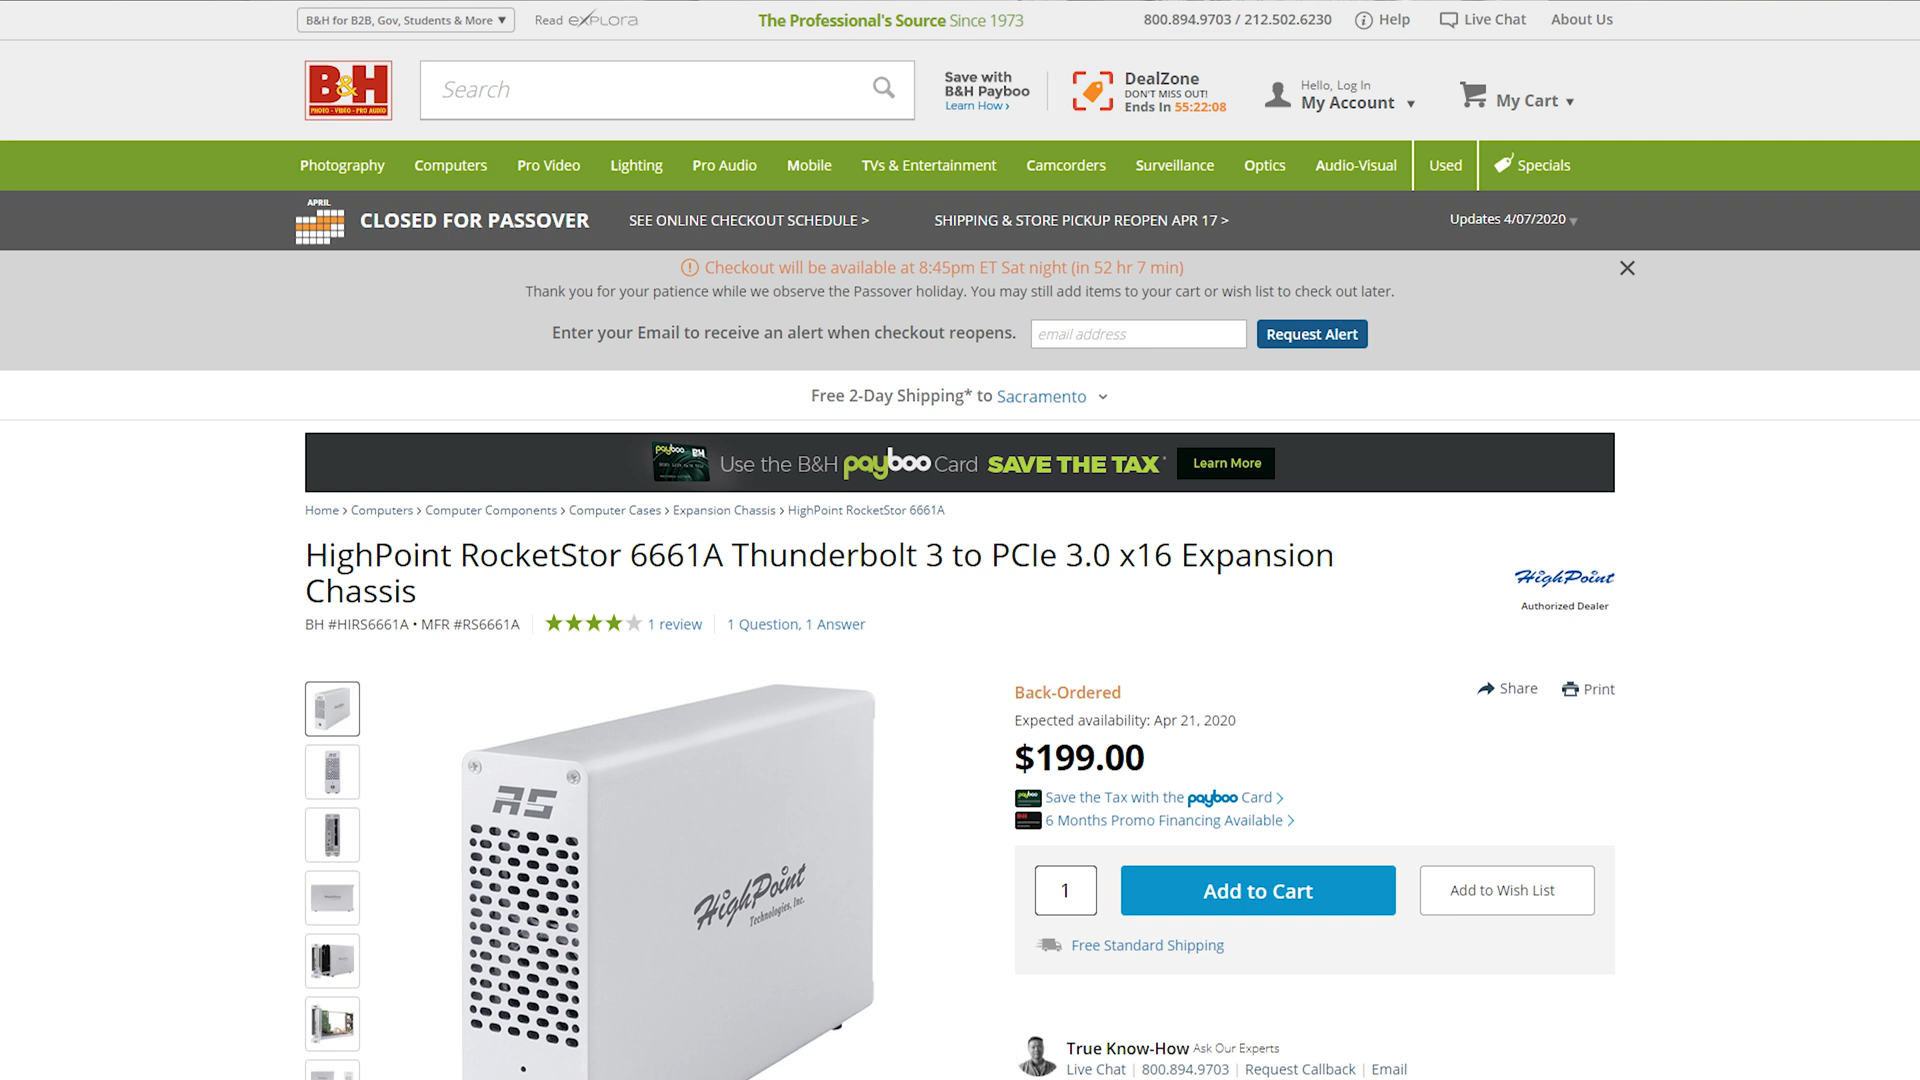 B&H for B2B, Gov, Students & More ▼
Read eXPLORA
The Professional's Source Since 1973
800.894.9703 / 212.502.6230
Help
Live Chat
About Us
B&H
PHOTO - VIDEO - PRO AUDIO
Search
Save with
B&H Payboo
Learn How ›
DealZone
DON'T MISS OUT!
Ends In 55:22:08
Hello, Log In
My Account ▼
My Cart ▼
Photography Computers Pro Video Lighting Pro Audio Mobile TVs & Entertainment Camcorders Surveillance Optics Audio-Visual Used Specials
APRIL
CLOSED FOR PASSOVER
SEE ONLINE CHECKOUT SCHEDULE >
SHIPPING & STORE PICKUP REOPEN APR 17 >
Updates 4/07/2020
Checkout will be available at 8:45pm ET Sat night (in 52 hr 7 min)
Thank you for your patience while we observe the Passover holiday. You may still add items to your cart or wish list to check out later.
Enter your Email to receive an alert when checkout reopens.
email address
Request Alert
Free 2-Day Shipping* to Sacramento
payboo BH
Use the B&H payboo Card SAVE THE TAX*
Learn More
Home › Computers › Computer Components › Computer Cases › Expansion Chassis › HighPoint RocketStor 6661A
HighPoint RocketStor 6661A Thunderbolt 3 to PCIe 3.0 x16 Expansion
Chassis
HighPoint
Authorized Dealer
BH #HIRS6661A • MFR #RS6661A
1 review
1 Question, 1 Answer
Back-Ordered
Share
Print
Expected availability: Apr 21, 2020
$199.00
Save the Tax with the payboo Card >
6 Months Promo Financing Available >
RS
HighPoint
Technologies, Inc.
1
Add to Cart
Add to Wish List
Free Standard Shipping
True Know-How Ask Our Experts
Live Chat | 800.894.9703 | Request Callback | Email